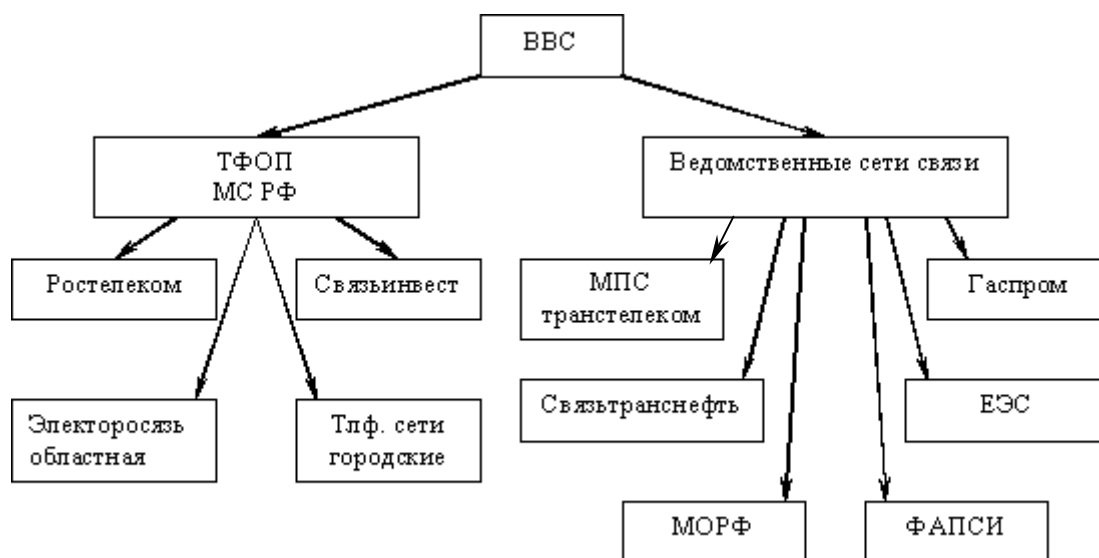 ВВС
ТФОП
МС РФ
Ведомственные сети связи
Ростелеком
Связьинвест
МПС
транстелеком
Гаспром
Электоросязь
областная
Тлф. сети
городские
Связьтранснефть
ЕЭС
МОРФ
ФАПСИ